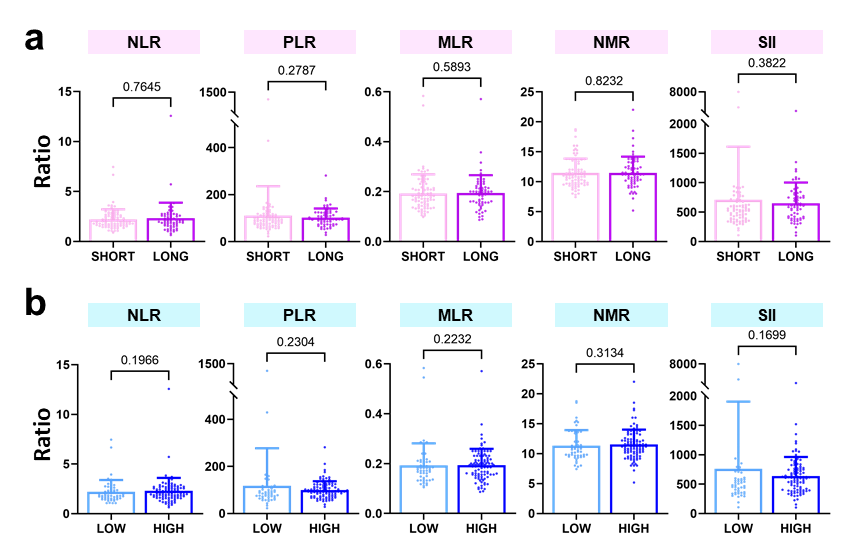 a
NLR PLR MLR NMR SII
0.7645 0.2787 0.5893 0.8232 0.3822
Ratio
15 10 5 0
SHORT LONG
1500 400 200 0
SHORT LONG
0.6 0.4 0.2 0.0
SHORT LONG
25 20 15 10 5 0
SHORT LONG
8000 2000 1500 1000 500 0
SHORT LONG
b
NLR PLR MLR NMR SII
0.1966 0.2304 0.2232 0.3134 0.1699
Ratio
15 10 5 0
LOW HIGH
1500 400 200 0
LOW HIGH
0.6 0.4 0.2 0.0
LOW HIGH
25 20 15 10 5 0
LOW HIGH
8000 2000 1500 1000 500 0
LOW HIGH